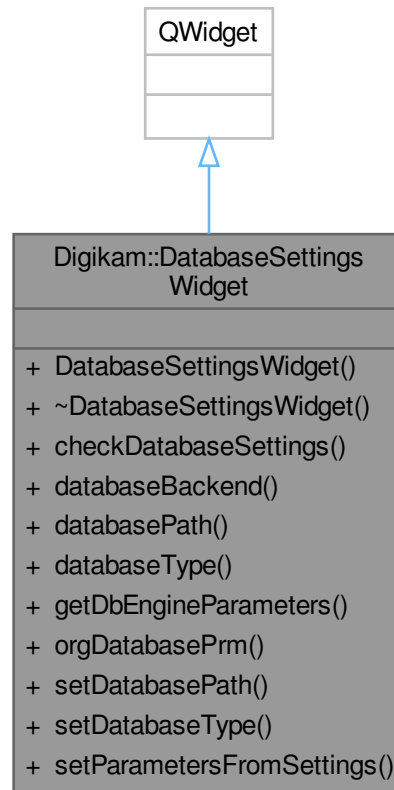 QWidget
Digikam::DatabaseSettings
Widget
+ DatabaseSettingsWidget()
+ ~DatabaseSettingsWidget()
+ checkDatabaseSettings()
+ databaseBackend()
+ databasePath()
+ databaseType()
+ getDbEngineParameters()
+ orgDatabasePrm()
+ setDatabasePath()
+ setDatabaseType()
+ setParametersFromSettings()